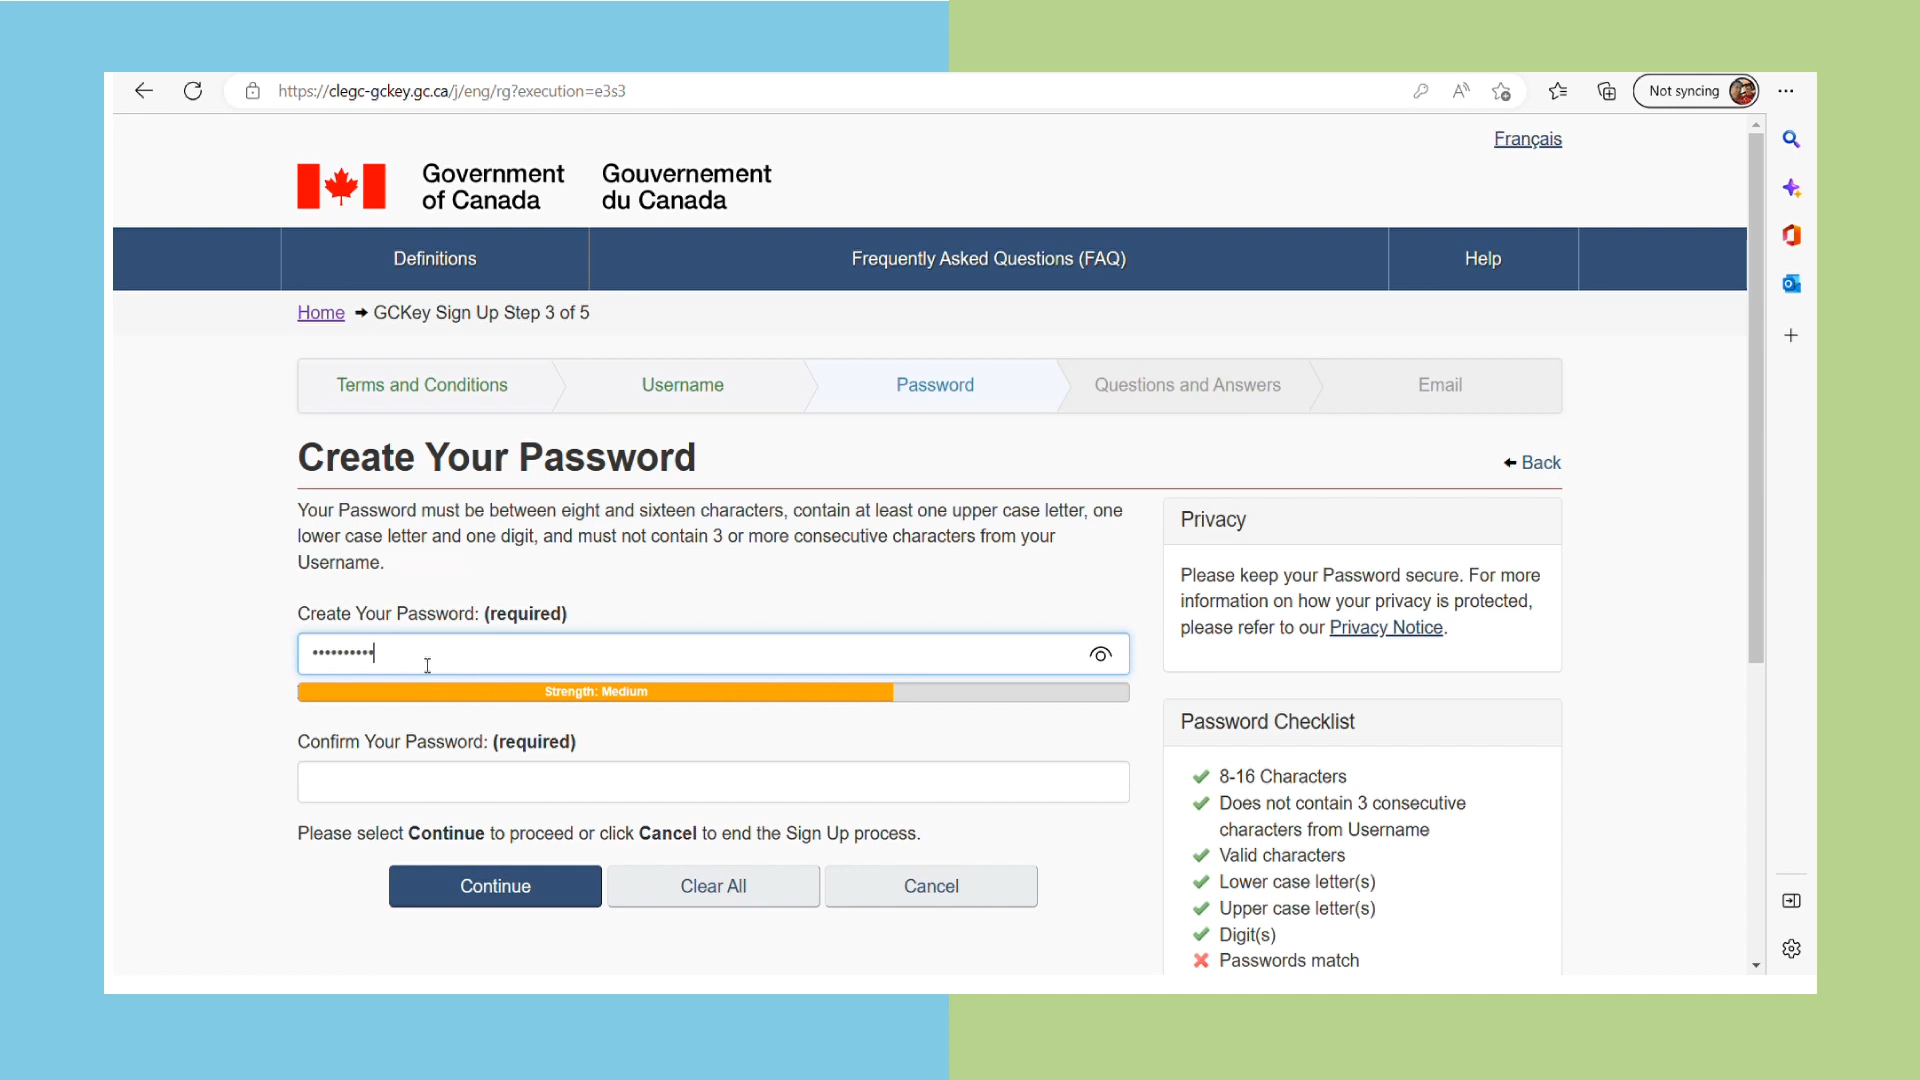 https://clegc-gckey.gc.ca/j/eng/rg?execution=e3s3
Not syncing
Français
Government of Canada
Gouvernement du Canada
Definitions
Frequently Asked Questions (FAQ)
Help
Home ➔ GCKey Sign Up Step 3 of 5
Terms and Conditions
Username
Password
Questions and Answers
Email
Create Your Password
Back
Your Password must be between eight and sixteen characters, contain at least one upper case letter, one
lower case letter and one digit, and must not contain 3 or more consecutive characters from your
Username.
Create Your Password: (required)
••••••••••
Strength: Medium
Confirm Your Password: (required)
Please select Continue to proceed or click Cancel to end the Sign Up process.
Continue
Clear All
Cancel
Privacy
Please keep your Password secure. For more
information on how your privacy is protected,
please refer to our Privacy Notice.
Password Checklist
8-16 Characters
Does not contain 3 consecutive
characters from Username
Valid characters
Lower case letter(s)
Upper case letter(s)
Digit(s)
Passwords match